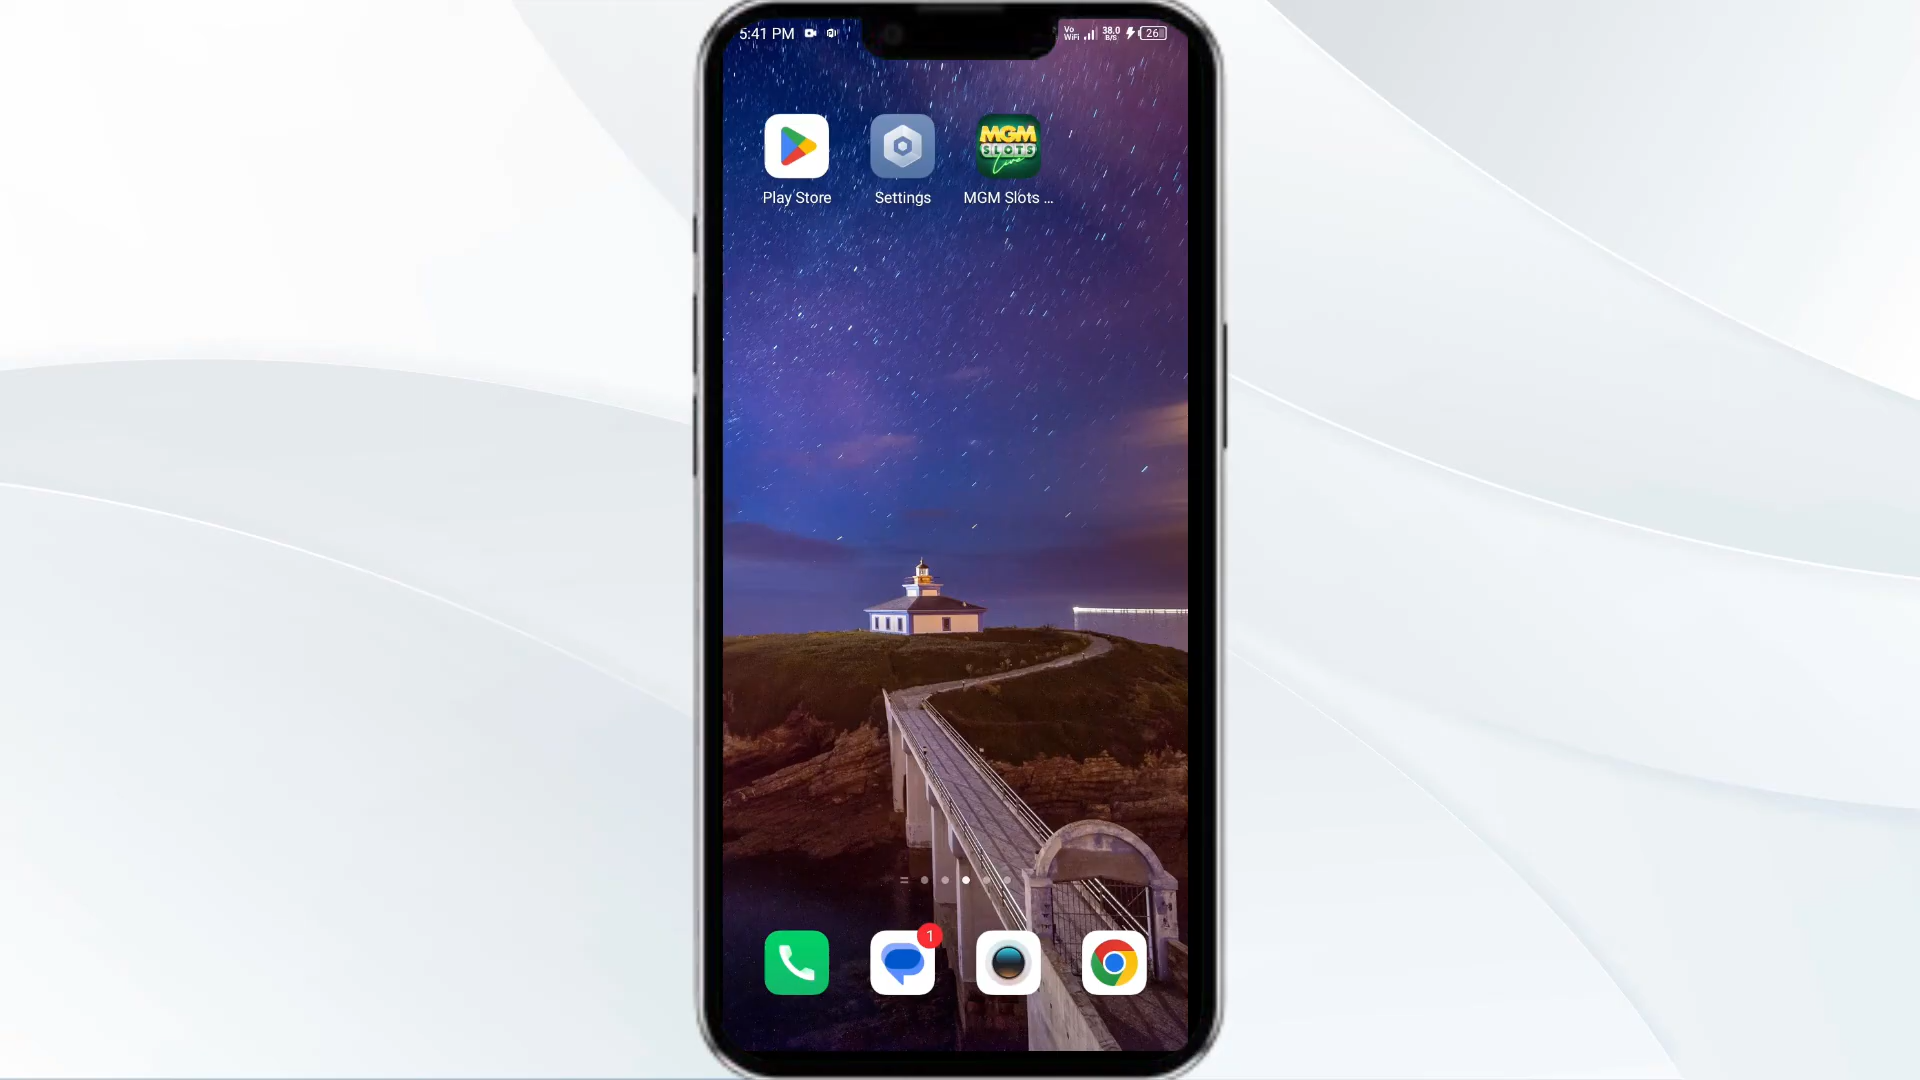 5:41 PM
Vo
WiFi
38.0
B/S
26
MGM
SLOTS
Live
Play Store
Settings
MGM Slots ...
1